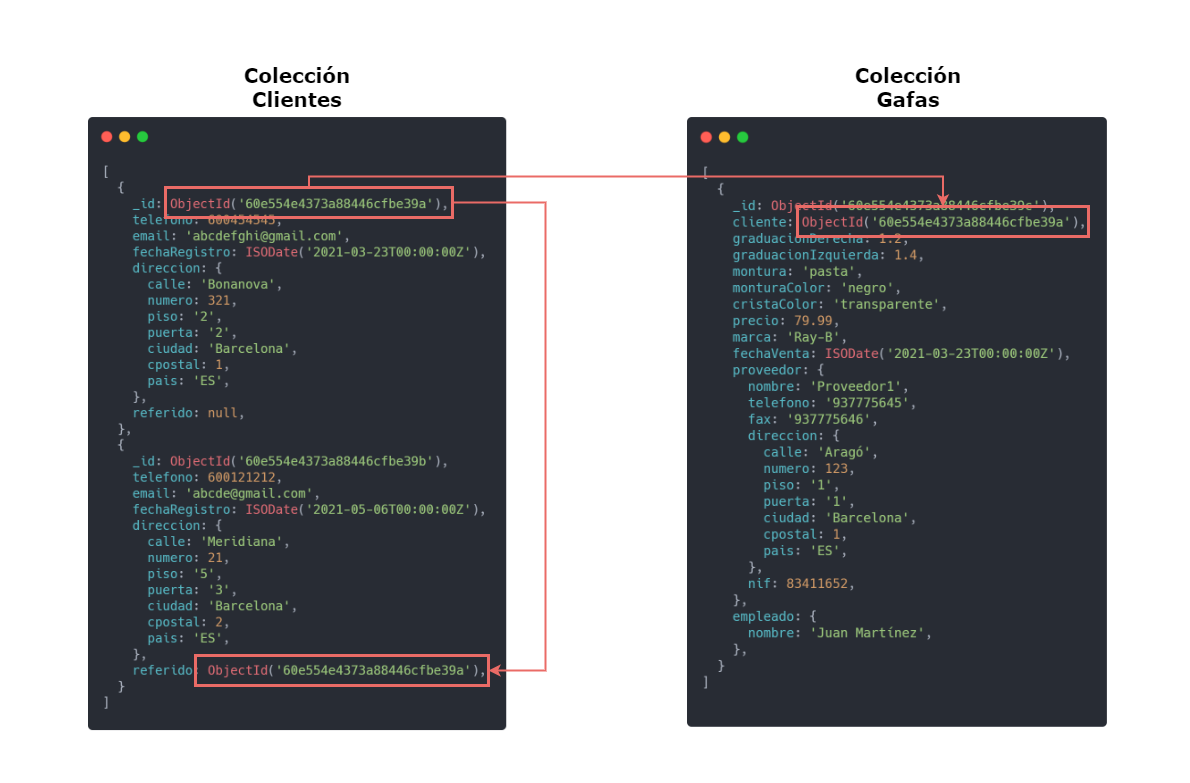 Colección
Clientes
[
  {
    _id: ObjectId('60e554e4373a88446cfbe39a'),
    telefono: 600454545,
    email: 'abcdefghi@gmail.com',
    fechaRegistro: ISODate('2021-03-23T00:00:00Z'),
    direccion: {
      calle: 'Bonanova',
      numero: 321,
      piso: '2',
      puerta: '2',
      ciudad: 'Barcelona',
      cpostal: 1,
      pais: 'ES',
    },
    referido: null,
  },
  {
    _id: ObjectId('60e554e4373a88446cfbe39b'),
    telefono: 600121212,
    email: 'abcde@gmail.com',
    fechaRegistro: ISODate('2021-05-06T00:00:00Z'),
    direccion: {
      calle: 'Meridiana',
      numero: 21,
      piso: '5',
      puerta: '3',
      ciudad: 'Barcelona',
      cpostal: 2,
      pais: 'ES',
    },
    referido: ObjectId('60e554e4373a88446cfbe39a'),
  }
]
Colección
Gafas
[
  {
    _id: ObjectId('60e554e4373a88446cfbe39c'),
    cliente: ObjectId('60e554e4373a88446cfbe39a'),
    graduacionDerecha: 1.2,
    graduacionIzquierda: 1.4,
    montura: 'pasta',
    monturaColor: 'negro',
    cristaColor: 'transparente',
    precio: 79.99,
    marca: 'Ray-B',
    fechaVenta: ISODate('2021-03-23T00:00:00Z'),
    proveedor: {
      nombre: 'Proveedor1',
      telefono: '937775645',
      fax: '937775646',
      direccion: {
        calle: 'Aragó',
        numero: 123,
        piso: '1',
        puerta: '1',
        ciudad: 'Barcelona',
        cpostal: 1,
        pais: 'ES',
      },
      nif: 83411652,
    },
    empleado: {
      nombre: 'Juan Martínez',
    },
  }
]